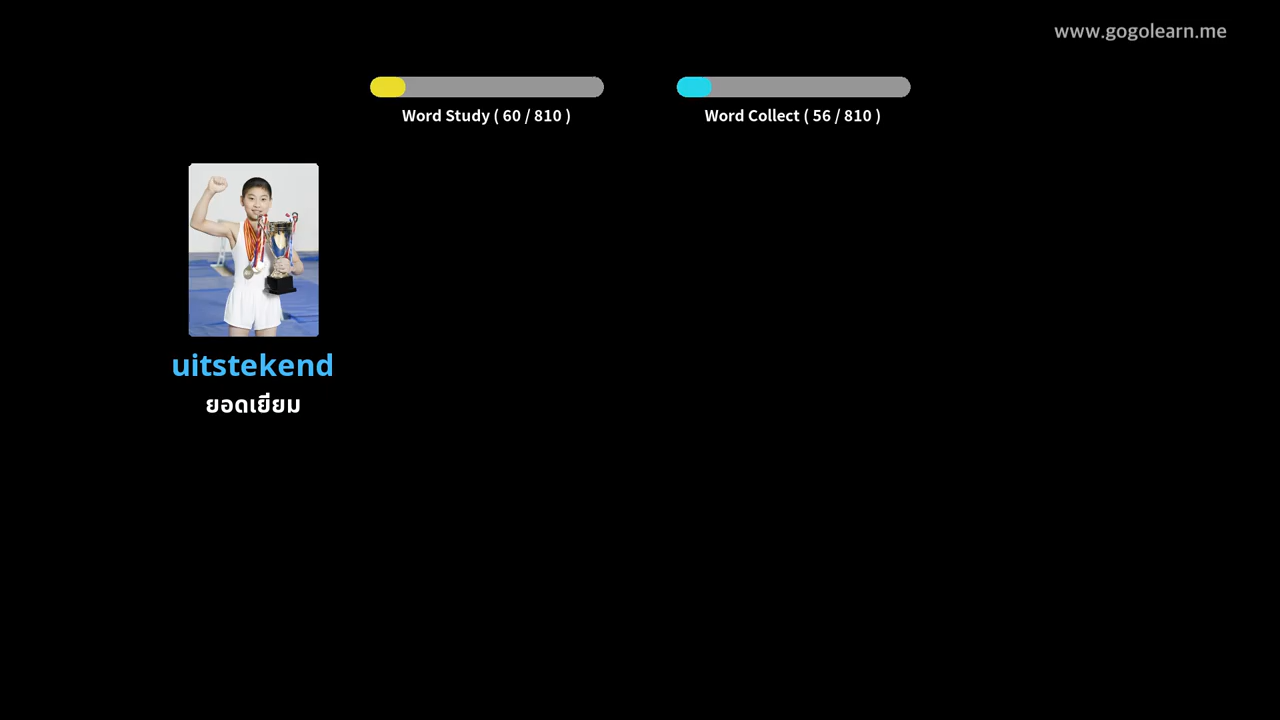 www.gogolearn.me
Word Study ( 60 / 810 )
Word Collect ( 56 / 810 )
uitstekend
ยอดเยี่ยม